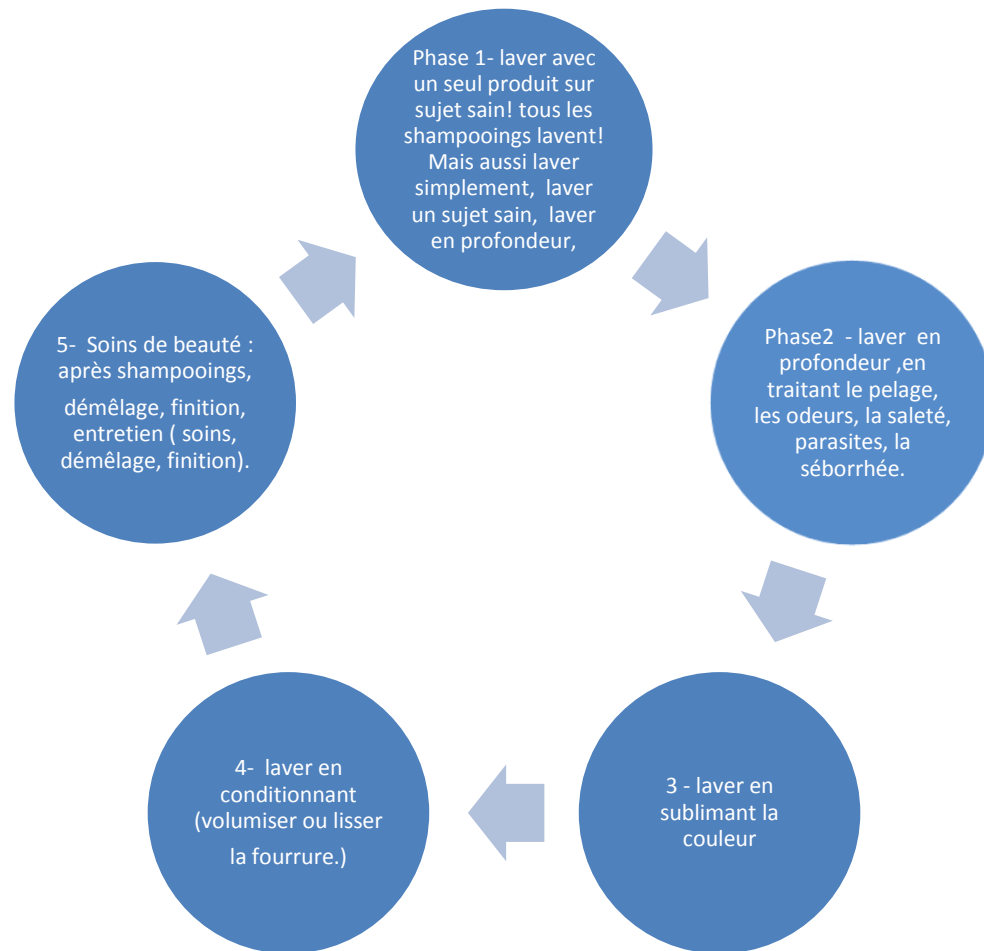 Phase 1- laver avec
un seul produit sur
sujet sain! tous les
shampooings lavent!
Mais aussi laver
simplement,  laver
un sujet sain,  laver
en profondeur,
Phase2  - laver  en
profondeur ,en
traitant le pelage,
les odeurs, la saleté,
parasites, la
séborrhée.
3 - laver en
sublimant la
couleur
4-  laver en
conditionnant
(volumiser ou lisser
la fourrure.)
5-  Soins de beauté :
après shampooings,
démêlage, finition,
entretien ( soins,
démêlage, finition).